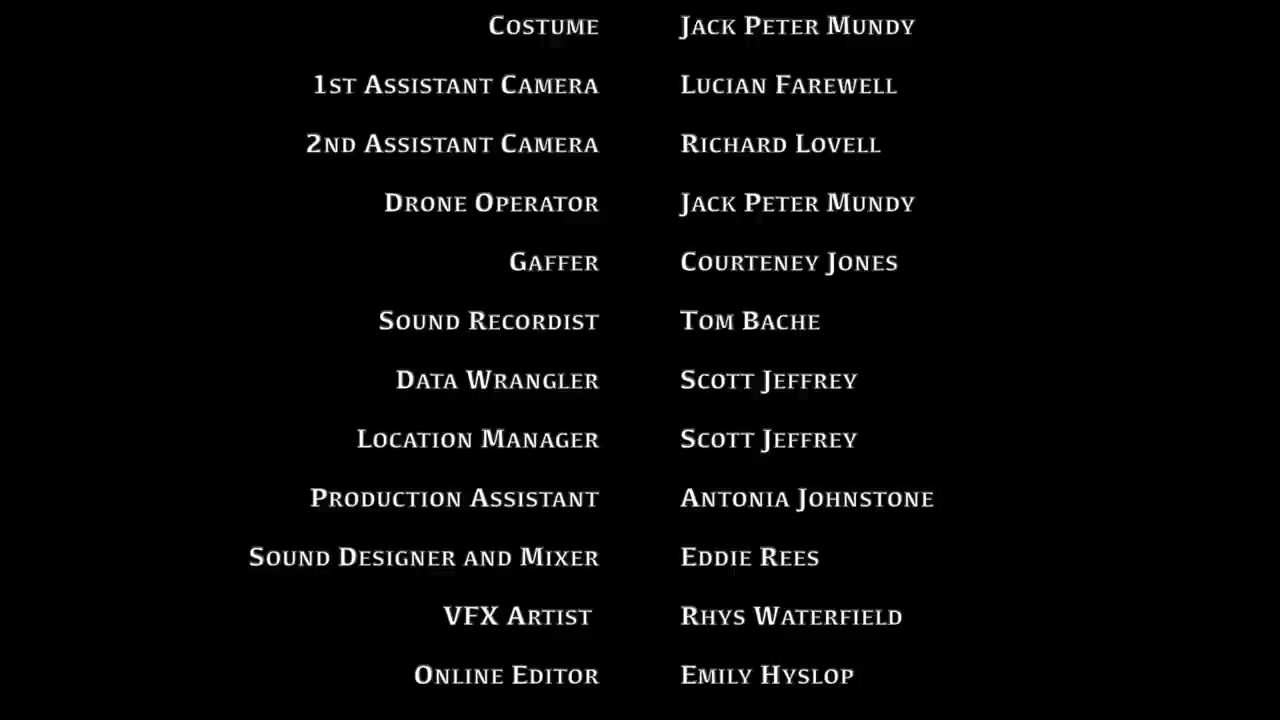 Costume Jack Peter Mundy
1st Assistant Camera Lucian Farewell
2nd Assistant Camera Richard Lovell
Drone Operator Jack Peter Mundy
Gaffer Courteney Jones
Sound Recordist Tom Bache
Data Wrangler Scott Jeffrey
Location Manager Scott Jeffrey
Production Assistant Antonia Johnstone
Sound Designer and Mixer Eddie Rees
VFX Artist Rhys Waterfield
Online Editor Emily Hyslop